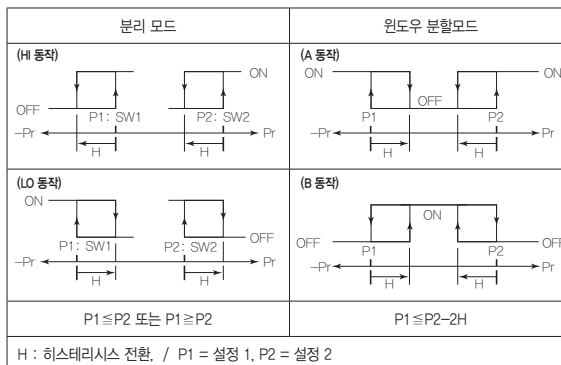 분리 모드
윈도우 분할모드
(HI 동작)
ON
OFF
P1: SW1
P2: SW2
-Pr
Pr
H
H
(A 동작)
ON
ON
OFF
P1
P2
-Pr
Pr
H
H
(LO 동작)
ON
OFF
P1: SW1
P2: SW2
-Pr
Pr
H
H
(B 동작)
ON
OFF
OFF
P1
P2
-Pr
Pr
H
H
P1≦P2 또는 P1≧P2
P1≦P2-2H
H : 히스테리시스 전환, / P1 = 설정 1, P2 = 설정 2